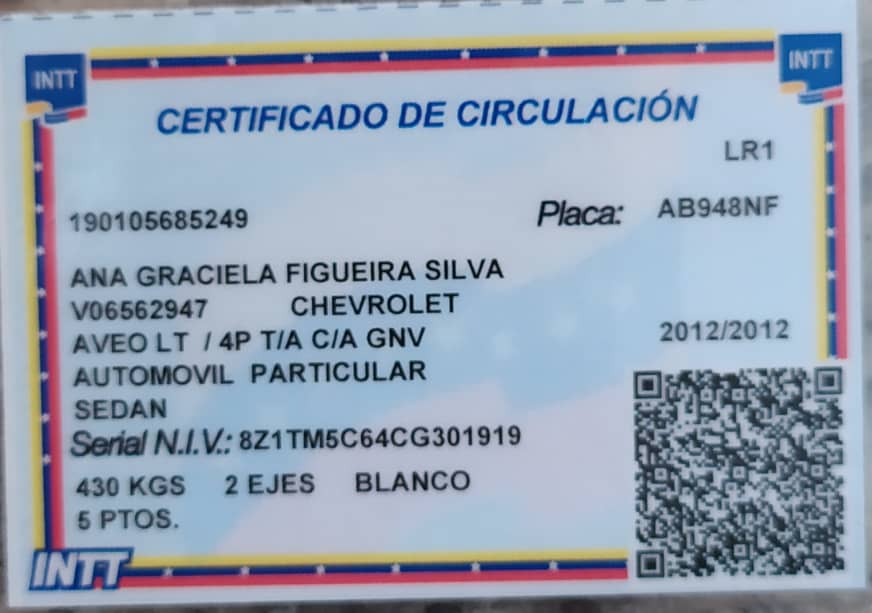 INTT
INTT
CERTIFICADO DE CIRCULACIÓN
LR1
190105685249 Placa: AB948NF
ANA GRACIELA FIGUEIRA SILVA
V06562947 CHEVROLET
AVEO LT / 4P T/A C/A GNV 2012/2012
AUTOMOVIL PARTICULAR
SEDAN
Serial N.I.V.: 8Z1TM5C64CG301919
430 KGS 2 EJES BLANCO
5 PTOS.
INTT